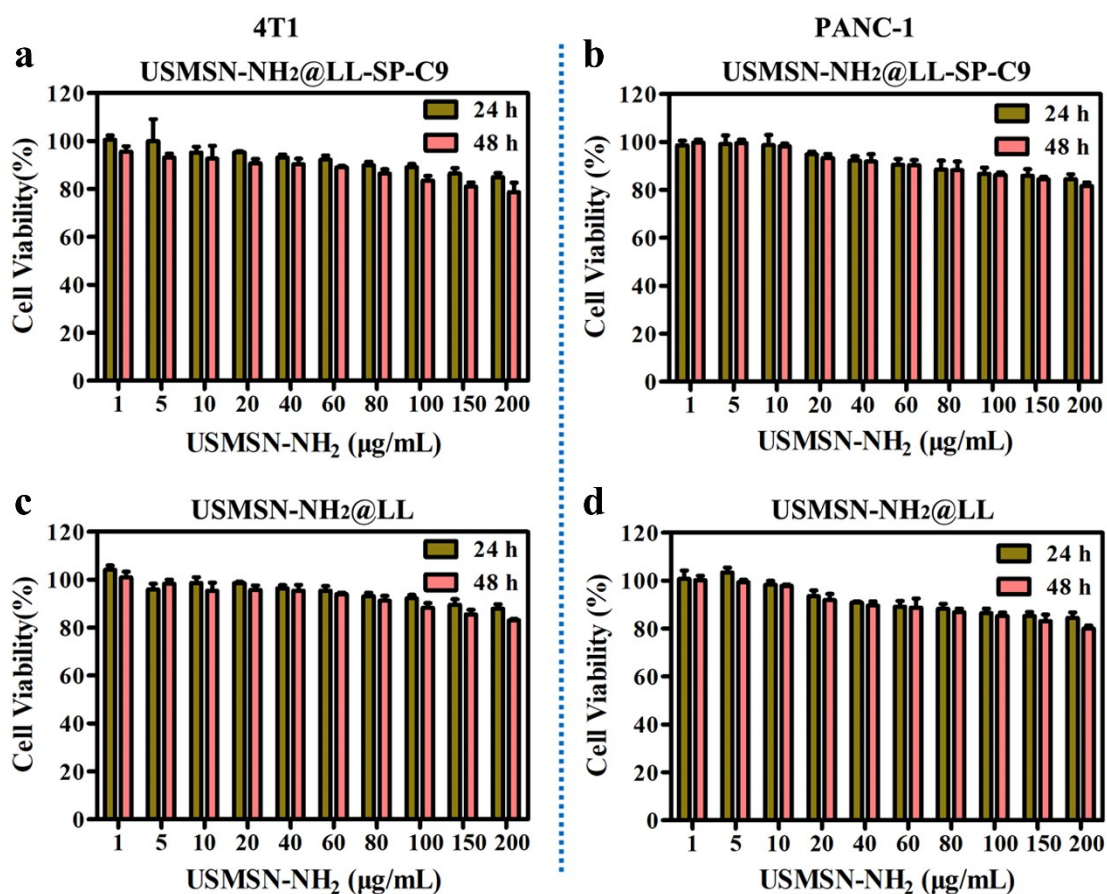 4T1
PANC-1
a
USMSN-NH₂@LL-SP-C9
120
100
80
60
40
20
0
Cell Viability(%)
24 h
48 h
1 5 10 20 40 60 80 100 150 200
USMSN-NH₂ (µg/mL)
b
USMSN-NH₂@LL-SP-C9
120
100
80
60
40
20
0
Cell Viability (%)
24 h
48 h
1 5 10 20 40 60 80 100 150 200
USMSN-NH₂ (µg/mL)
c
USMSN-NH₂@LL
120
100
80
60
40
20
0
Cell Viability(%)
24 h
48 h
1 5 10 20 40 60 80 100 150 200
USMSN-NH₂ (µg/mL)
d
USMSN-NH₂@LL
120
100
80
60
40
20
0
Cell Viability (%)
24 h
48 h
1 5 10 20 40 60 80 100 150 200
USMSN-NH₂ (µg/mL)